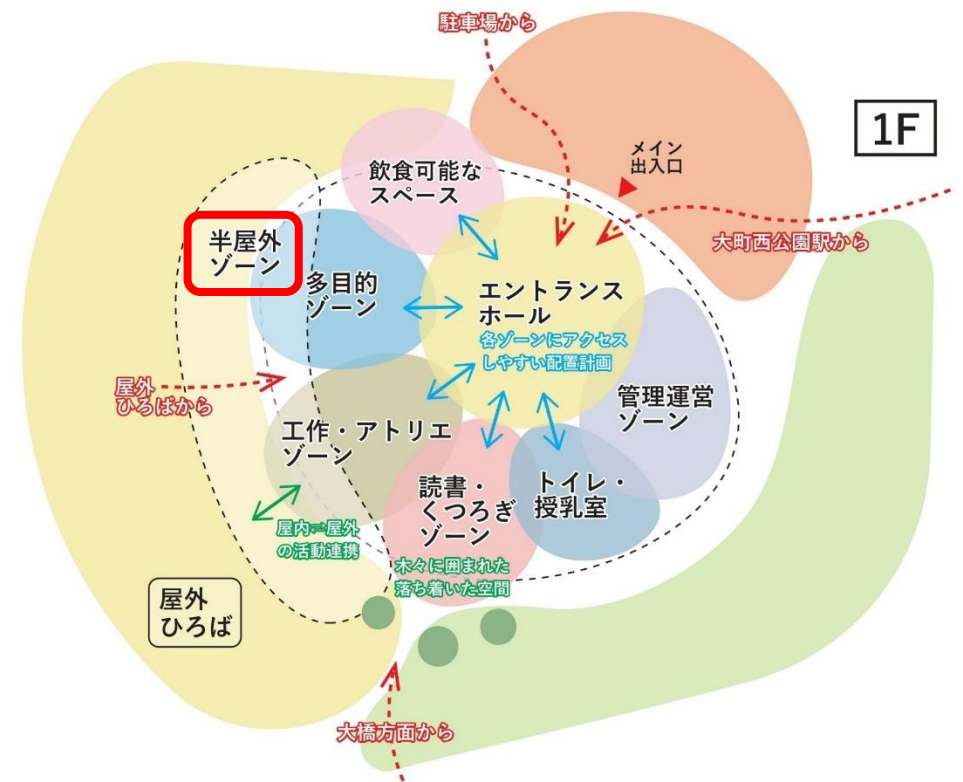 駐車場から
1F
メイン
出入口
飲食可能な
スペース
大町西公園駅から
半屋外
ゾーン
多目的
ゾーン
エントランス
ホール
各ゾーンにアクセス
しやすい配置計画
屋外
ひろばから
管理運営
ゾーン
工作・アトリエ
ゾーン
読書・
くつろぎ
ゾーン
トイレ・
授乳室
屋内⇌屋外
の活動連携
木々に囲まれた
落ち着いた空間
屋外
ひろば
大橋方面から